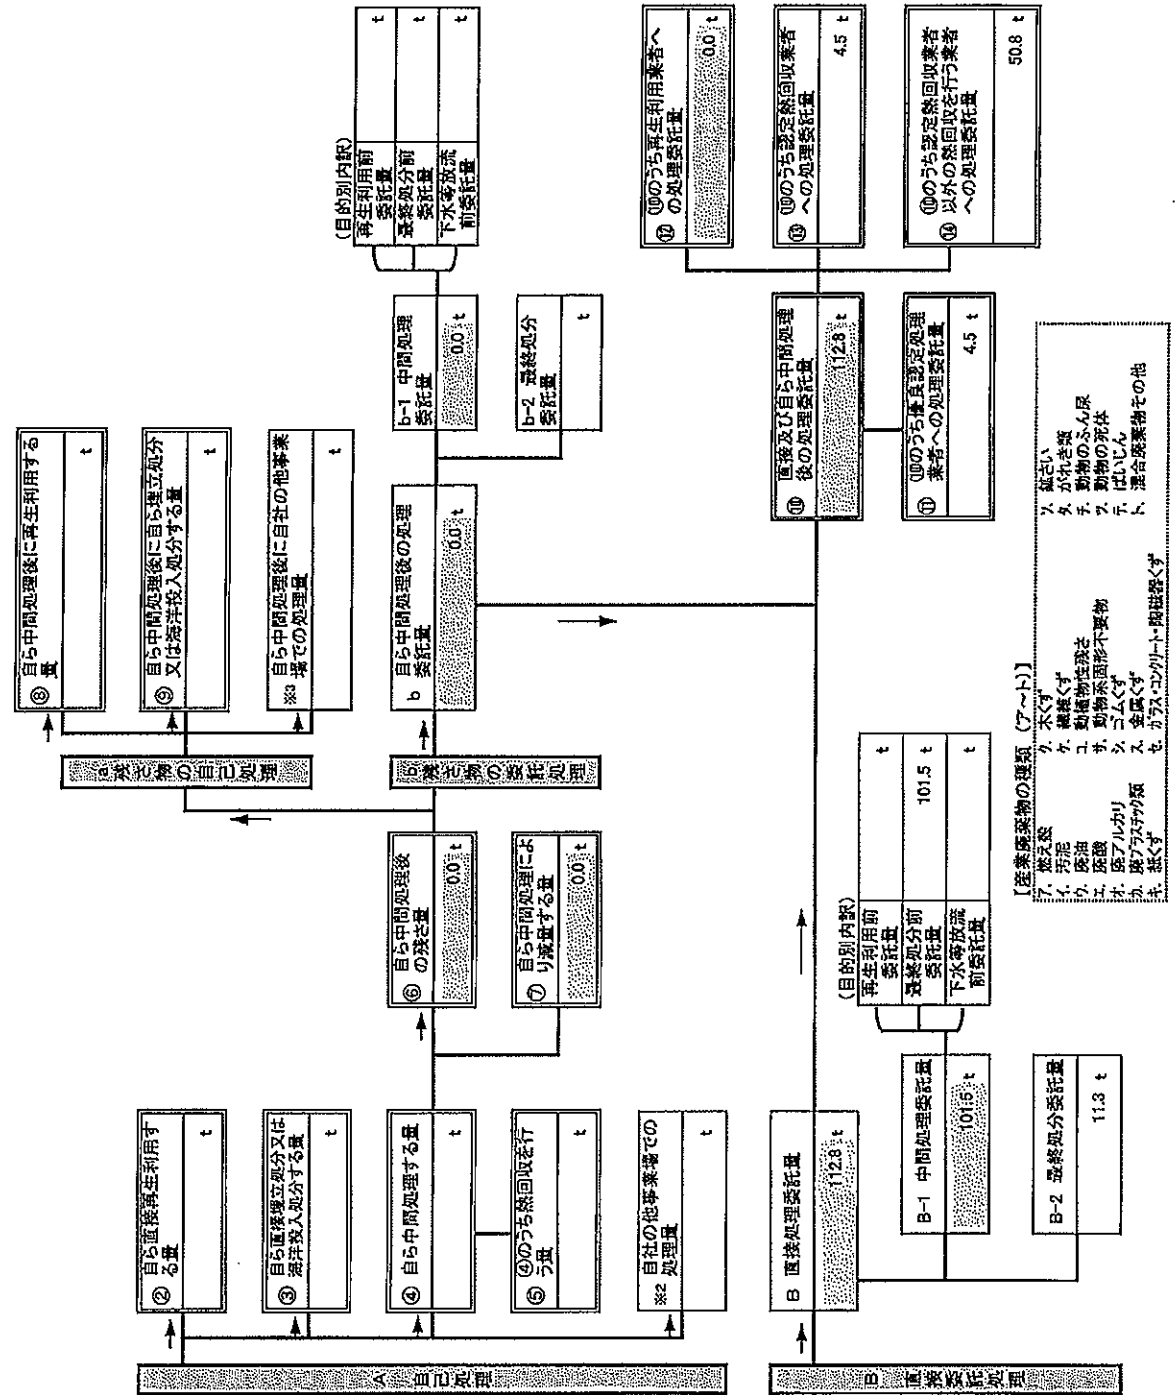 A 自己処理
② 自ら直接再生利用す
る量
t
③ 自ら直接埋立処分又は
海洋投入処分する量
t
④ 自ら中間処理する量
t
⑤ ④のうち熱回収を行
う量
t
※2 自社の他事業場での
処理量
t
⑥ 自ら中間処理後
の残さ量
0.0 t
⑦ 自ら中間処理によ
り減量する量
0.0 t
a 残さ物の自己処理
⑧ 自ら中間処理後に再生利用する
量
t
⑨ 自ら中間処理後に自ら埋立処分
又は海洋投入処分する量
t
※3 自ら中間処理後に自社の他事業
場での処理量
t
b 残さ物の委託処理
b 自ら中間処理後の処理
委託量
0.0 t
b-1 中間処理
委託量
0.0 t
b-2 最終処分
委託量
t
(目的別内訳)
再生利用前
委託量
t
最終処分前
委託量
t
下水等放流
前委託量
t
B 直接委託処理
B 直接処理委託量
112.8 t
B-1 中間処理委託量
101.5 t
B-2 最終処分委託量
11.3 t
(目的別内訳)
再生利用前
委託量
t
最終処分前
委託量
101.5 t
下水等放流
前委託量
t
⑩ 直接及び自ら中間処理
後の処理委託量
112.8 t
⑪ ⑩のうち優良認定処理
業者への処理委託量
4.5 t
⑫ ⑩のうち再生利用業者へ
の処理委託量
0.0 t
⑬ ⑩のうち認定熱回収業者
への処理委託量
4.5 t
⑭ ⑩のうち認定熱回収業者
以外の熱回収を行う業者
への処理委託量
50.8 t
[産業廃棄物の種類 (ア～ト)]
ア. 燃え殻
イ. 汚泥
ウ. 廃油
エ. 廃酸
オ. 廃アルカリ
カ. 廃プラスチック類
キ. 紙くず
ク. 木くず
ケ. 繊維くず
コ. 動植物性残さ
サ. 動物系固形不要物
シ. ゴムくず
ス. 金属くず
セ. ガラス・コンクリート・陶磁器くず
ソ. 鉱さい
タ. がれき類
チ. 動物のふん尿
ツ. 動物の死体
テ. ばいじん
ト. 混合廃棄物その他